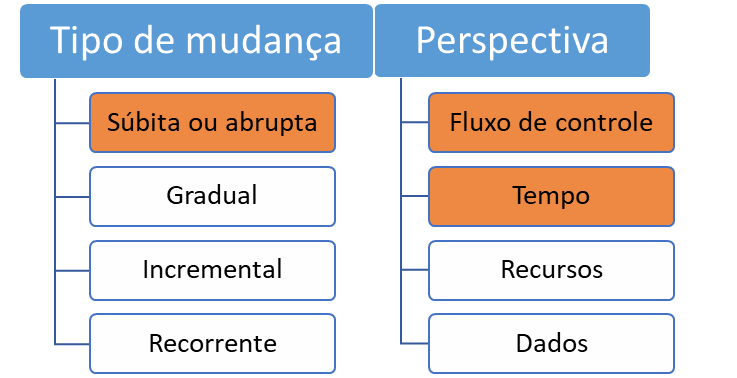 Tipo de mudança
Súbita ou abrupta
Gradual
Incremental
Recorrente
Perspectiva
Fluxo de controle
Tempo
Recursos
Dados